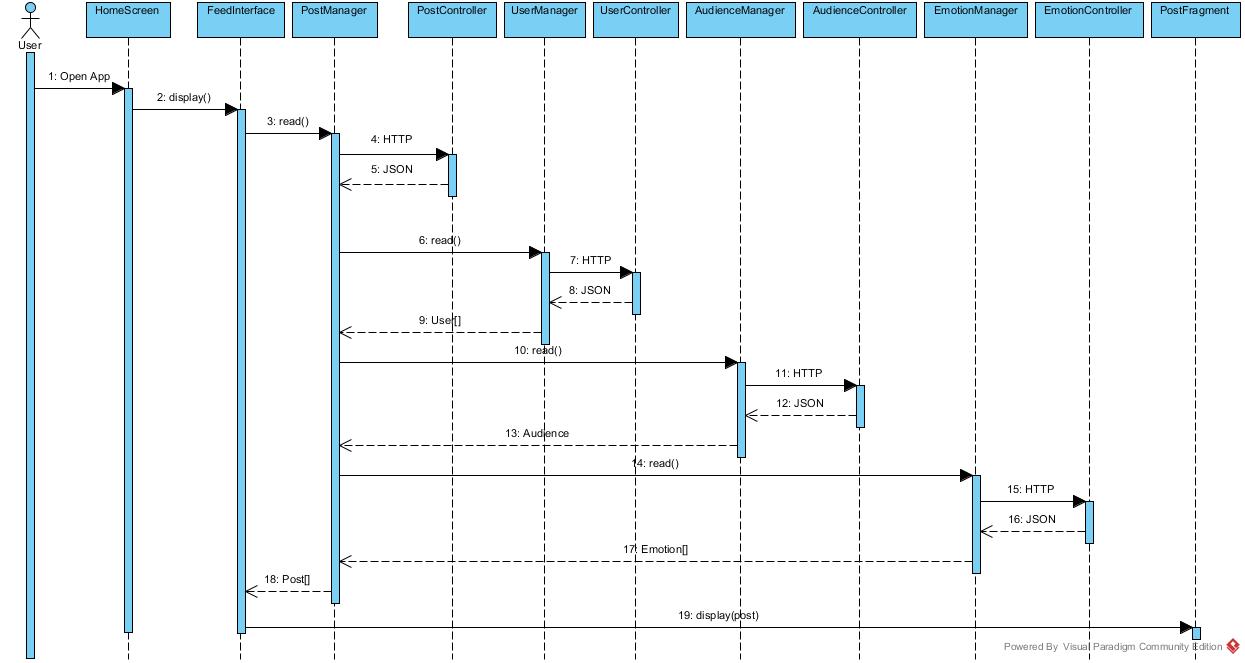 HomeScreen
FeedInterface
PostManager
PostController
UserManager
UserController
AudienceManager
AudienceController
EmotionManager
EmotionController
PostFragment
User
1: Open App
2: display()
3: read()
4: HTTP
5: JSON
6: read()
7: HTTP
8: JSON
9: User[]
10: read()
11: HTTP
12: JSON
13: Audience
14: read()
15: HTTP
16: JSON
17: Emotion[]
18: Post[]
19: display(post)
Powered By Visual Paradigm Community Edition